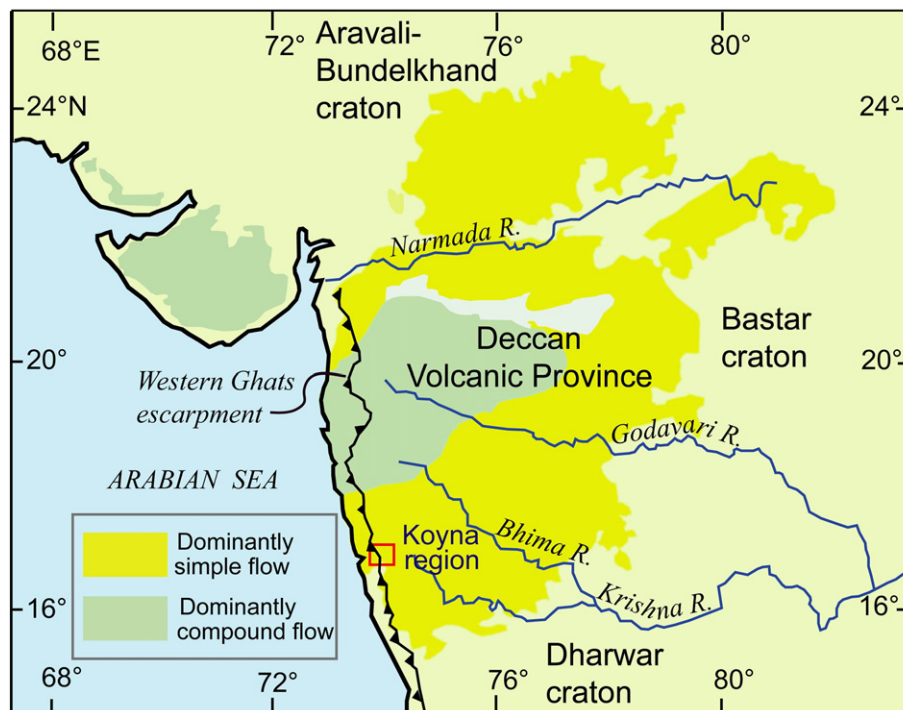 68°E
72°
Aravali-
Bundelkhand
craton
76°
80°
24°N
24°
Narmada R.
Deccan
Volcanic Province
Bastar
craton
20°
20°
Western Ghats
escarpment
Godavari R.
ARABIAN SEA
Dominantly
simple flow
Dominantly
compound flow
Koyna
region
Bhima R.
Krishna R.
16°
16°
Dharwar
craton
68°
72°
76°
80°